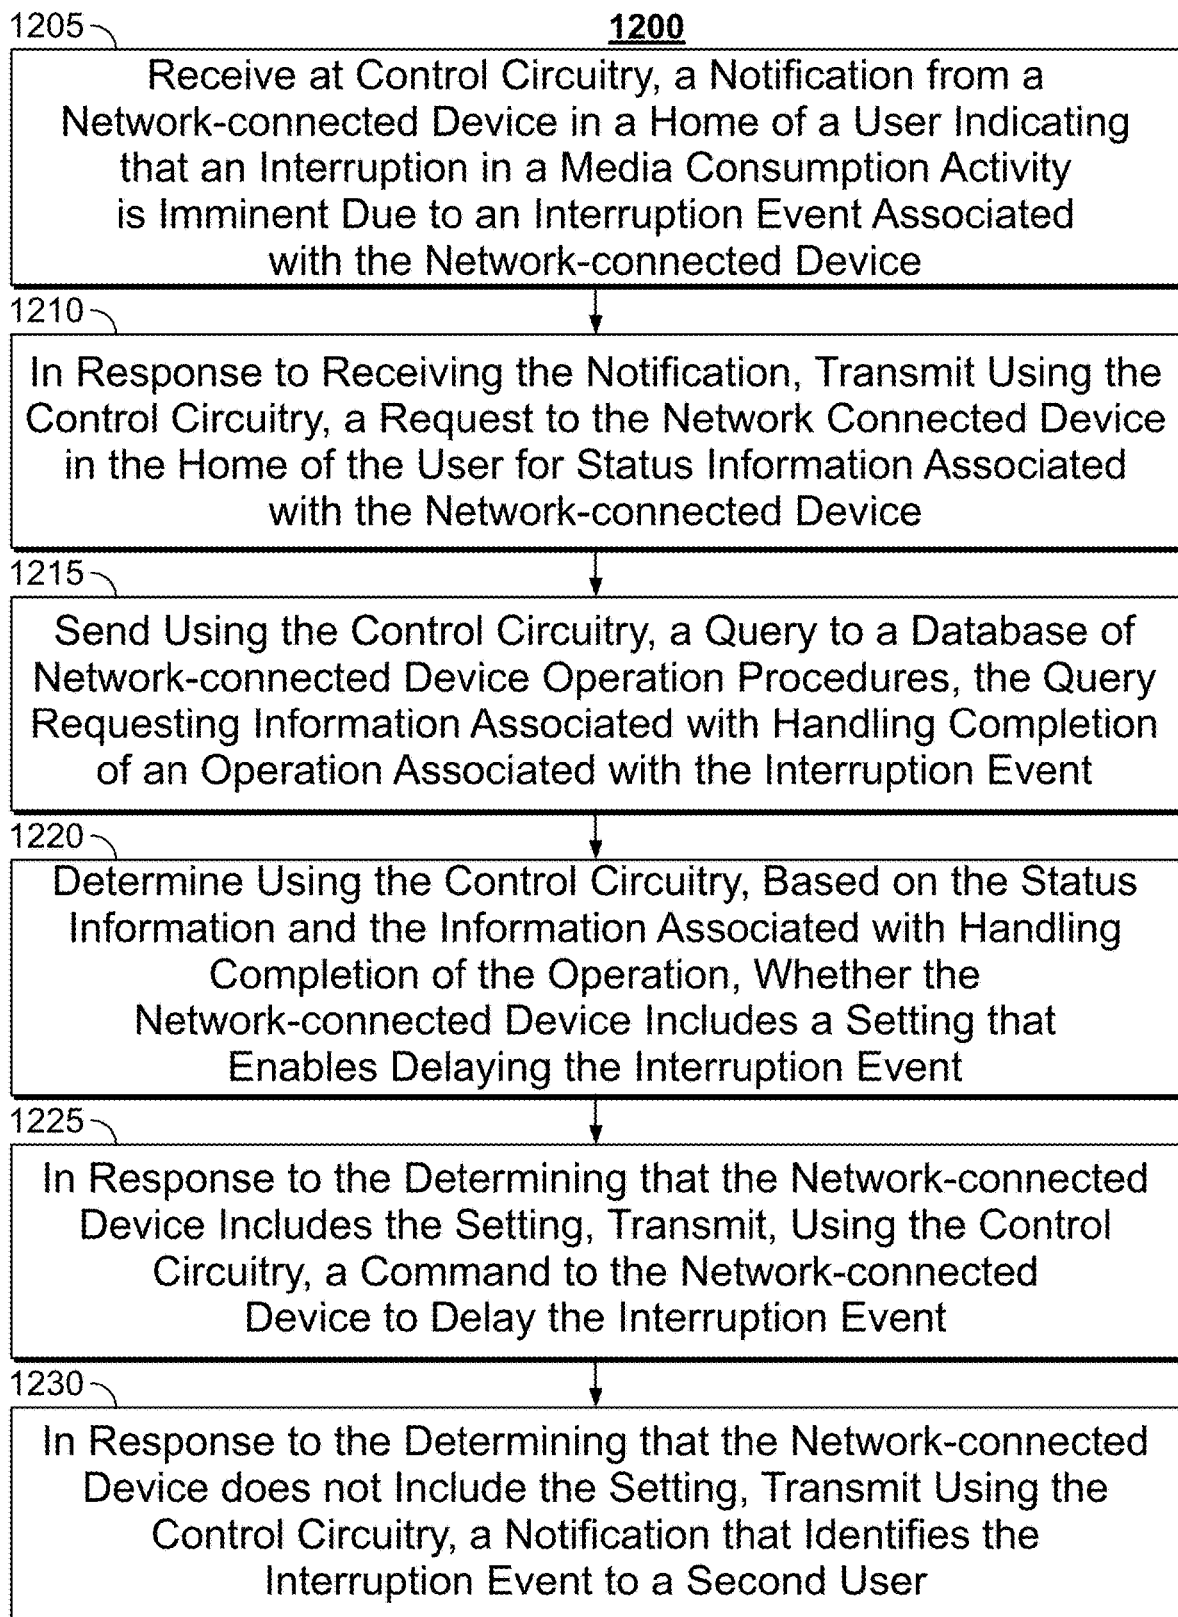 1200
1205
Receive at Control Circuitry, a Notification from a
Network-connected Device in a Home of a User Indicating
that an Interruption in a Media Consumption Activity
is Imminent Due to an Interruption Event Associated
with the Network-connected Device
1210
In Response to Receiving the Notification, Transmit Using the
Control Circuitry, a Request to the Network Connected Device
in the Home of the User for Status Information Associated
with the Network-connected Device
1215
Send Using the Control Circuitry, a Query to a Database of
Network-connected Device Operation Procedures, the Query
Requesting Information Associated with Handling Completion
of an Operation Associated with the Interruption Event
1220
Determine Using the Control Circuitry, Based on the Status
Information and the Information Associated with Handling
Completion of the Operation, Whether the
Network-connected Device Includes a Setting that
Enables Delaying the Interruption Event
1225
In Response to the Determining that the Network-connected
Device Includes the Setting, Transmit, Using the Control
Circuitry, a Command to the Network-connected
Device to Delay the Interruption Event
1230
In Response to the Determining that the Network-connected
Device does not Include the Setting, Transmit Using the
Control Circuitry, a Notification that Identifies the
Interruption Event to a Second User